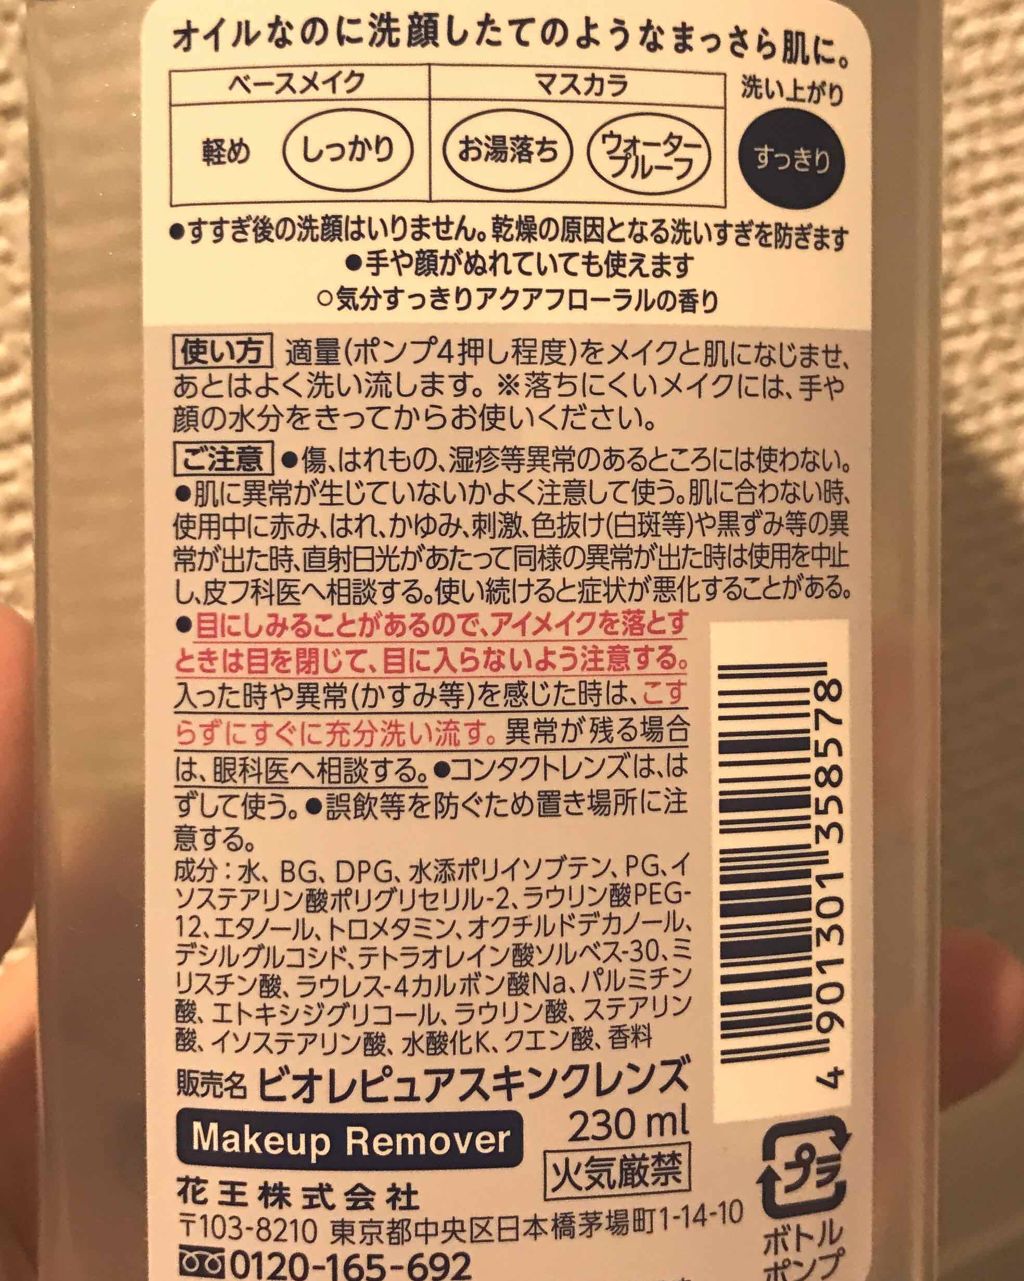 オイルなのに洗顔したてのようなまっさら肌に。
ベースメイク マスカラ 洗い上がり
軽め しっかり お湯落ち ウォータープルーフ すっきり
●すすぎ後の洗顔はいりません。乾燥の原因となる洗いすぎを防ぎます
●手や顔がぬれていても使えます
○気分すっきりアクアフローラルの香り
使い方 適量(ポンプ4押し程度)をメイクと肌になじませ、
あとはよく洗い流します。※落ちにくいメイクには、手や
顔の水分をきってからお使いください。
ご注意 ●傷、はれもの、湿疹等異常のあるところには使わない。
●肌に異常が生じていないかよく注意して使う。肌に合わない時、
使用中に赤み、はれ、かゆみ、刺激、色抜け(白斑等)や黒ずみ等の異
常が出た時、直射日光があたって同様の異常が出た時は使用を中止
し、皮フ科医へ相談する。使い続けると症状が悪化することがある。
●目にしみることがあるので、アイメイクを落とす
ときは目を閉じて、目に入らないよう注意する。
入った時や異常(かすみ等)を感じた時は、こす
らずにすぐに充分洗い流す。異常が残る場合
は、眼科医へ相談する。●コンタクトレンズは、は
ずして使う。●誤飲等を防ぐため置き場所に注
意する。
成分：水、BG、DPG、水添ポリイソブテン、PG、イ
ソステアリン酸ポリグリセリル-2、ラウリン酸PEG-
12、エタノール、トロメタミン、オクチルドデカノール、
デシルグルコシド、テトラオレイン酸ソルベス-30、ミ
リスチン酸、ラウレス-4カルボン酸Na、パルミチン
酸、エトキシジグリコール、ラウリン酸、ステアリン
酸、イソステアリン酸、水酸化K、クエン酸、香料
販売名 ビオレピュアスキンクレンズ
Makeup Remover
230 ml
火気厳禁
花王株式会社
〒103-8210 東京都中央区日本橋茅場町1-14-10
0120-165-692
4 901301 358578
プラ
ボトル
ポンプ